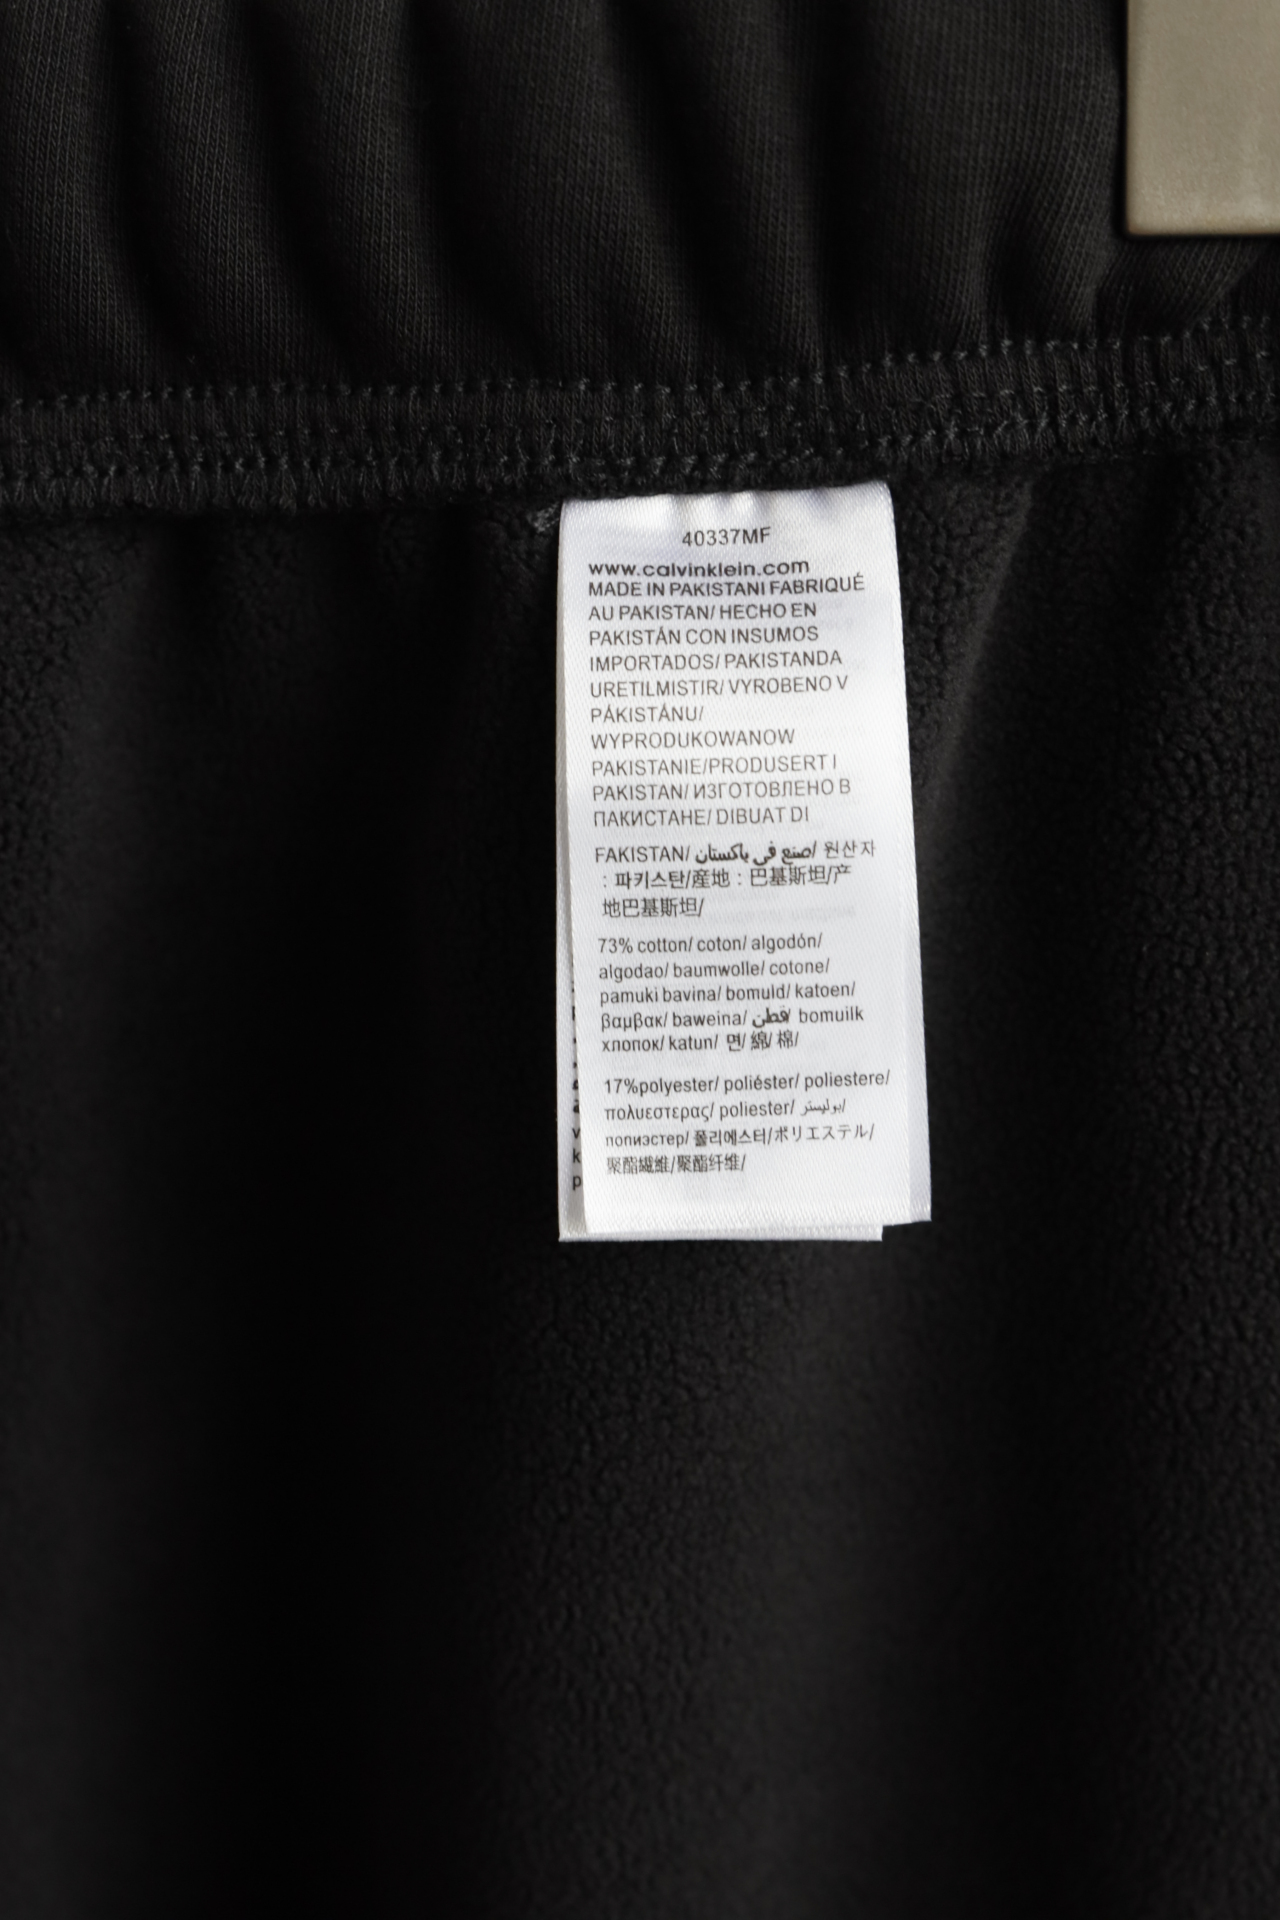 40337MF
www.calvinklein.com
MADE IN PAKISTANI FABRIQUÉ
AU PAKISTAN/ HECHO EN
PAKISTÁN CON INSUMOS
IMPORTADOS/ PAKISTANDA
URETILMISTIR/ VYROBENO V
PÁKISTÁNU/
WYPRODUKOWANOW
PAKISTANIE/PRODUSERT I
PAKISTAN/ ИЗГОТОВЛЕНО В
ПАКИСТАНЕ/ DIBUAT DI
FAKISTAN/ صنع في باكستان/ 원산자
: 파키스탄/産地 : 巴基斯坦/产
地巴基斯坦/
73% cotton/ coton/ algodón/
algodao/ baumwolle/ cotone/
pamuki bavina/ bomuld/ katoen/
βαμβακ/ baweina/ قطن/ bomuilk
хлопок/ katun/ 면/ 綿/ 棉/
17%polyester/ poliéster/ poliestere/
πολυεστερας/ poliester/ بوليستر/
полиэстер/ 폴리에스터/ポリエステル/
聚酯纖維/聚酯纤维/
v
k
p